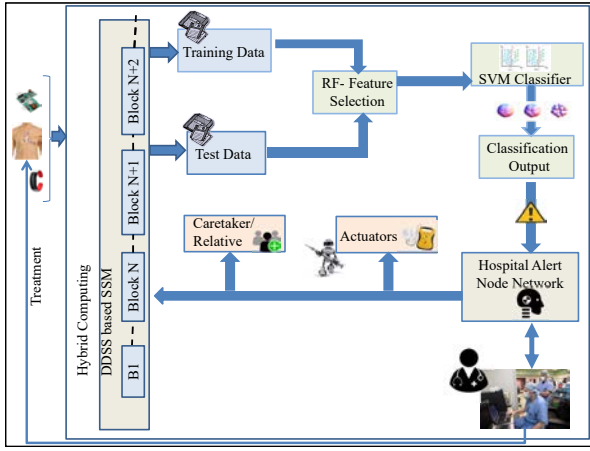 Training Data
Test Data
RF- Feature
Selection
SVM Classifier
Classification
Output
Hospital Alert
Node Network
Actuators
Caretaker/
Relative
Block N+2
Block N+1
Block N
B1
DDSS based SSM
Hybrid Computing
Treatment